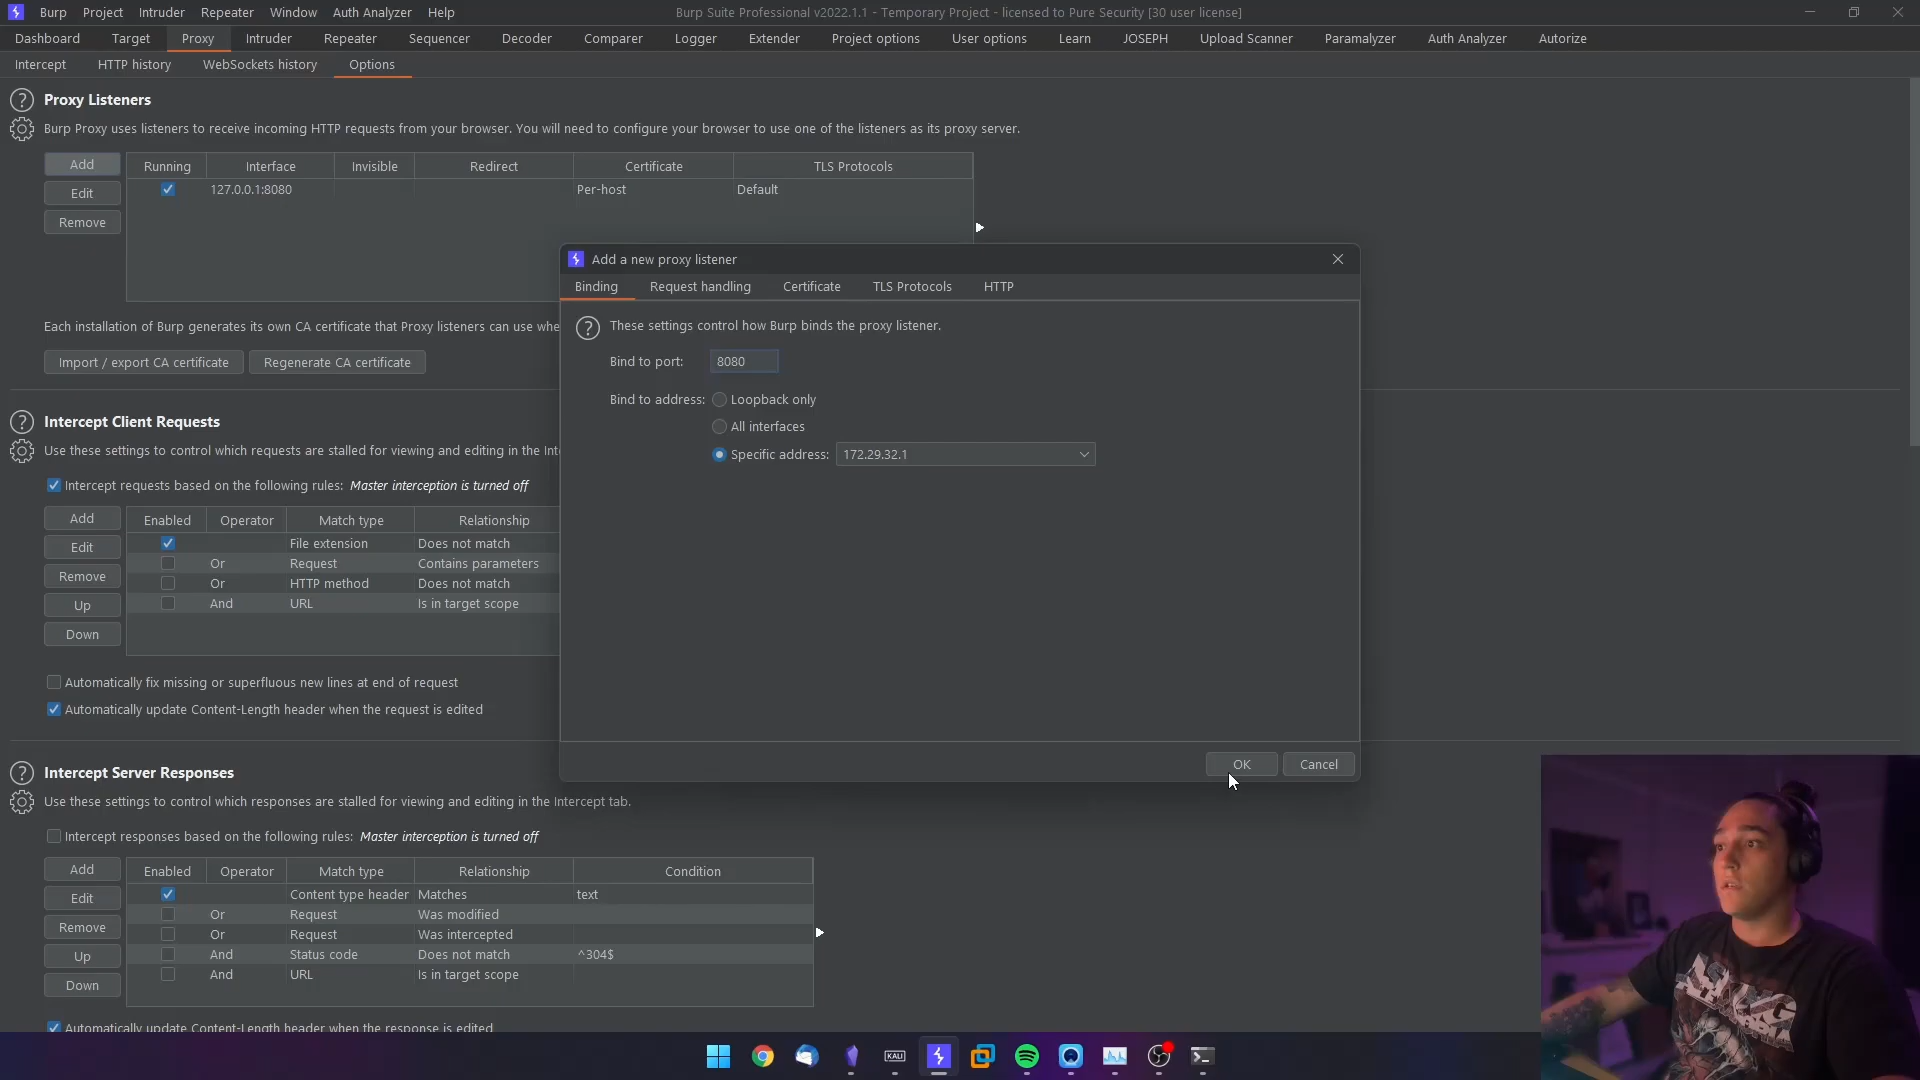 Burp Project Intruder Repeater Window Auth Analyzer Help
Burp Suite Professional v2022.1.1 - Temporary Project - licensed to Pure Security [30 user license]
Dashboard Target Proxy Intruder Repeater Sequencer Decoder Comparer Logger Extender Project options User options Learn JOSEPH Upload Scanner Paramalyzer Auth Analyzer Autorize
Intercept HTTP history WebSockets history Options
? Proxy Listeners
Burp Proxy uses listeners to receive incoming HTTP requests from your browser. You will need to configure your browser to use one of the listeners as its proxy server.
Add Running Interface Invisible Redirect Certificate TLS Protocols
Edit 127.0.0.1:8080 Per-host Default
Remove
Add a new proxy listener
Binding Request handling Certificate TLS Protocols HTTP
? These settings control how Burp binds the proxy listener.
Bind to port: 8080
Bind to address: Loopback only
All interfaces
Specific address: 172.29.32.1
OK Cancel
Each installation of Burp generates its own CA certificate that Proxy listeners can use whe
Import / export CA certificate Regenerate CA certificate
? Intercept Client Requests
Use these settings to control which requests are stalled for viewing and editing in the Int
Intercept requests based on the following rules: Master interception is turned off
Add Enabled Operator Match type Relationship
File extension Does not match
Edit Or Request Contains parameters
Remove Or HTTP method Does not match
Up And URL Is in target scope
Down
Automatically fix missing or superfluous new lines at end of request
Automatically update Content-Length header when the request is edited
? Intercept Server Responses
Use these settings to control which responses are stalled for viewing and editing in the Intercept tab.
Intercept responses based on the following rules: Master interception is turned off
Add Enabled Operator Match type Relationship Condition
Edit Content type header Matches text
Or Request Was modified
Remove Or Request Was intercepted
Up And Status code Does not match ^304$
Down And URL Is in target scope
Automatically update Content-Length header when the response is edited
KALI